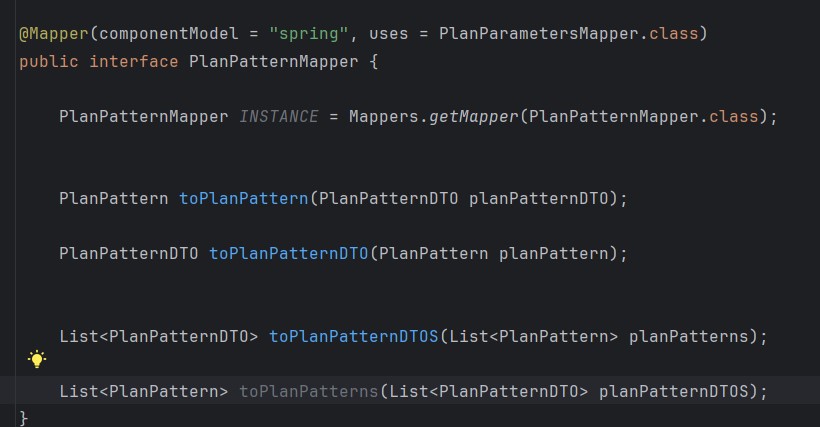 @Mapper(componentModel = "spring", uses = PlanParametersMapper.class)
public interface PlanPatternMapper {
PlanPatternMapper INSTANCE = Mappers.getMapper(PlanPatternMapper.class);
PlanPattern toPlanPattern(PlanPatternDTO planPatternDTO);
PlanPatternDTO toPlanPatternDTO(PlanPattern planPattern);
List<PlanPatternDTO> toPlanPatternDTOS(List<PlanPattern> planPatterns);
List<PlanPattern> toPlanPatterns(List<PlanPatternDTO> planPatternDTOS);
}